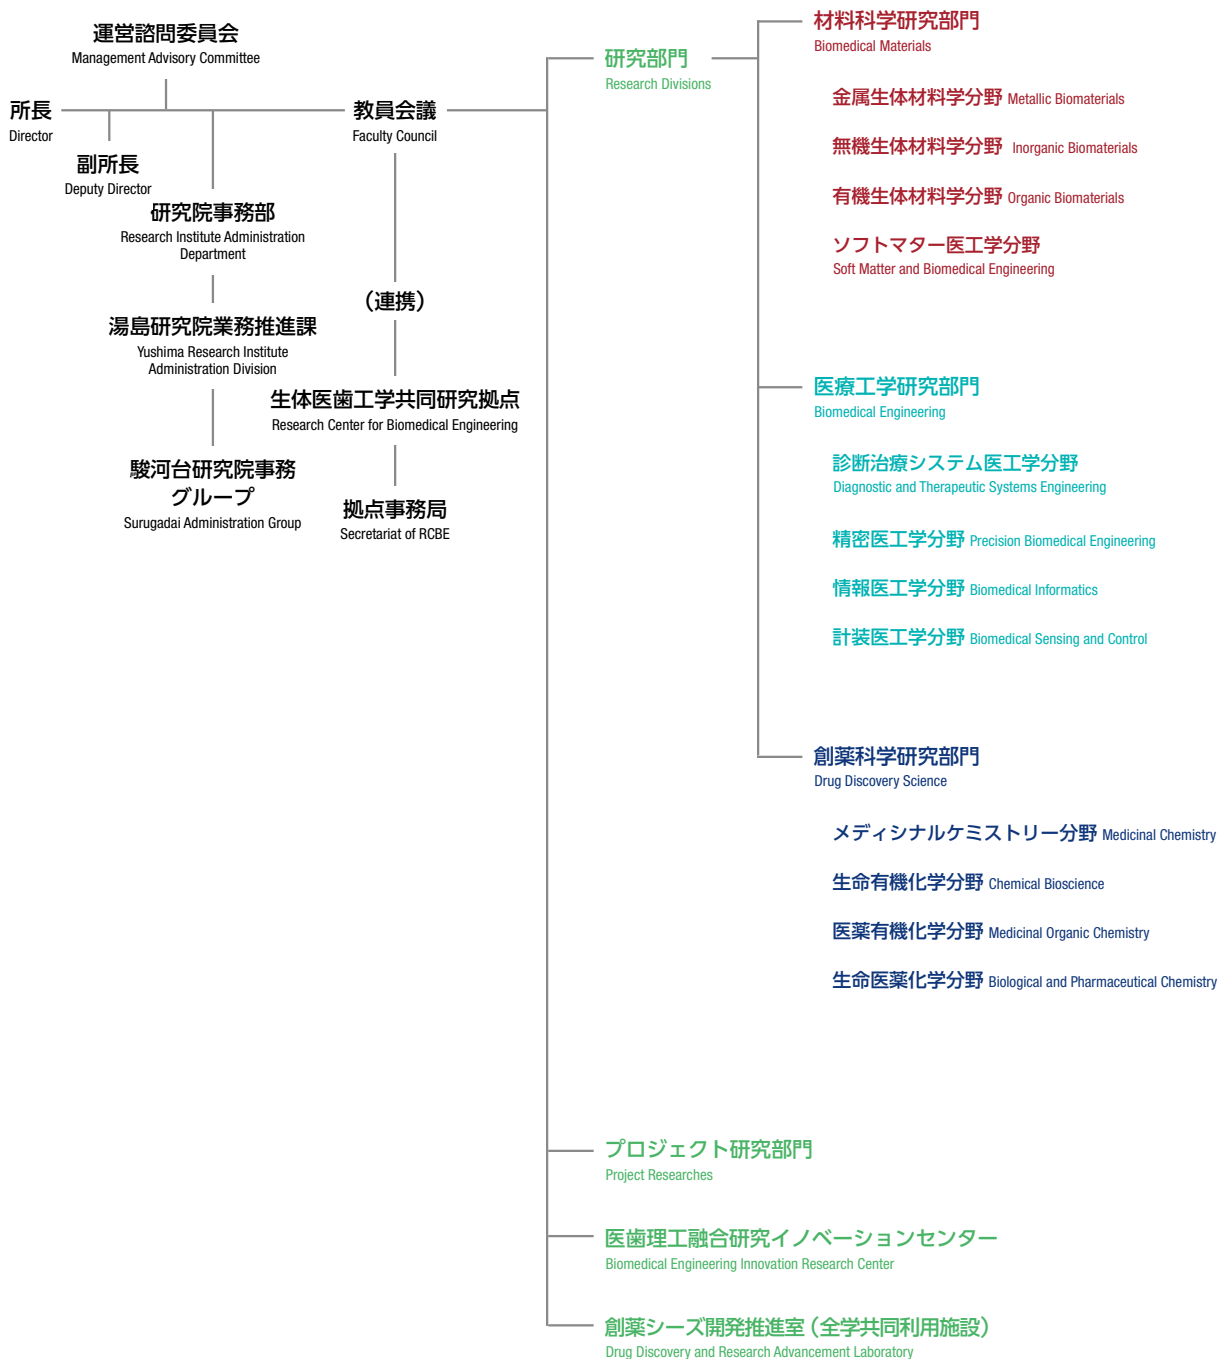 運営諮問委員会
Management Advisory Committee
所長
Director
副所長
Deputy Director
教員会議
Faculty Council
研究院事務部
Research Institute Administration
Department
(連携)
湯島研究院業務推進課
Yushima Research Institute
Administration Division
生体医歯工学共同研究拠点
Research Center for Biomedical Engineering
駿河台研究院事務
グループ
Surugadai Administration Group
拠点事務局
Secretariat of RCBE
研究部門
Research Divisions
材料科学研究部門
Biomedical Materials
金属生体材料学分野 Metallic Biomaterials
無機生体材料学分野 Inorganic Biomaterials
有機生体材料学分野 Organic Biomaterials
ソフトマター医工学分野
Soft Matter and Biomedical Engineering
医療工学研究部門
Biomedical Engineering
診断治療システム医工学分野
Diagnostic and Therapeutic Systems Engineering
精密医工学分野 Precision Biomedical Engineering
情報医工学分野 Biomedical Informatics
計装医工学分野 Biomedical Sensing and Control
創薬科学研究部門
Drug Discovery Science
メディシナルケミストリー分野 Medicinal Chemistry
生命有機化学分野 Chemical Bioscience
医薬有機化学分野 Medicinal Organic Chemistry
生命医薬化学分野 Biological and Pharmaceutical Chemistry
プロジェクト研究部門
Project Researches
医歯理工融合研究イノベーションセンター
Biomedical Engineering Innovation Research Center
創薬シーズ開発推進室(全学共同利用施設)
Drug Discovery and Research Advancement Laboratory